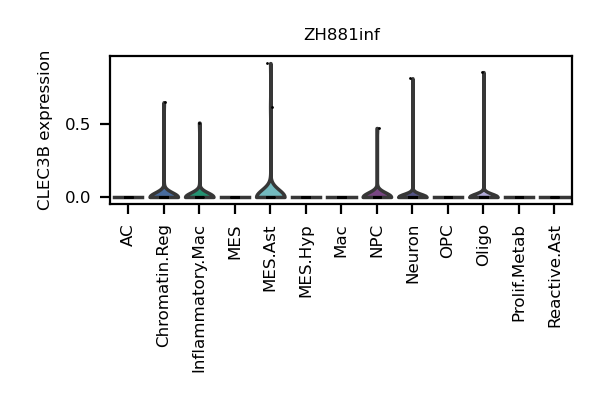 ZH881inf
CLEC3B expression
0.5
0.0
AC
Chromatin.Reg
Inflammatory.Mac
MES
MES.Ast
MES.Hyp
Mac
NPC
Neuron
OPC
Oligo
Prolif.Metab
Reactive.Ast